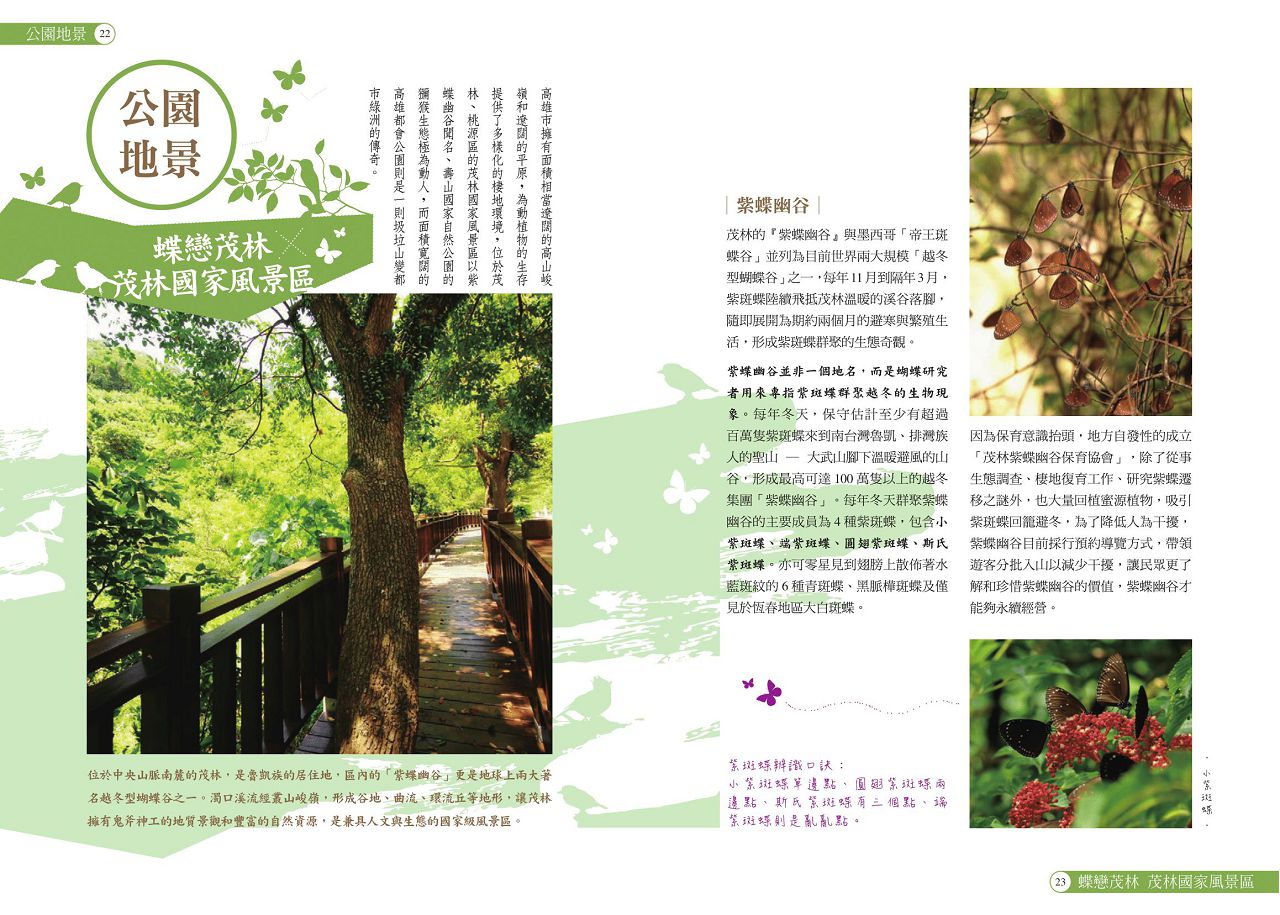 公園地景 22
公園
地景
蝶戀茂林
茂林國家風景區
高雄市擁有面積相當遼闊的高山峻
嶺和遼闊的平原，為動植物的生存
提供了多樣化的棲地環境，位於茂
林、桃源區的茂林國家風景區以紫
蝶幽谷聞名、壽山國家自然公園的
獼猴生態極為動人，而面積寬闊的
高雄都會公園則是一則圾垃山變都
市綠洲的傳奇。
位於中央山脈南麓的茂林，是魯凱族的居住地，區內的「紫蝶幽谷」更是地球上兩大著
名越冬型蝴蝶谷之一。濁口溪流經叢山峻嶺，形成谷地、曲流、環流丘等地形，讓茂林
擁有鬼斧神工的地質景觀和豐富的自然資源，是兼具人文與生態的國家級風景區。
紫蝶幽谷
茂林的『紫蝶幽谷』與墨西哥「帝王斑
蝶谷」並列為目前世界兩大規模「越冬
型蝴蝶谷」之一，每年 11 月到隔年 3 月，
紫斑蝶陸續飛抵茂林溫暖的溪谷落腳，
隨即展開為期約兩個月的避寒與繁殖生
活，形成紫斑蝶群聚的生態奇觀。
紫蝶幽谷並非一個地名，而是蝴蝶研究
者用來專指紫斑蝶群聚越冬的生物現
象。每年冬天，保守估計至少有超過
百萬隻紫斑蝶來到南台灣魯凱、排灣族
人的聖山 — 大武山腳下溫暖避風的山
谷，形成最高可達 100 萬隻以上的越冬
集團「紫蝶幽谷」。每年冬天群聚紫蝶
幽谷的主要成員為 4 種紫斑蝶，包含小
紫斑蝶、端紫斑蝶、圓翅紫斑蝶、斯氏
紫斑蝶。亦可零星見到翅膀上散佈著水
藍斑紋的 6 種青斑蝶、黑脈樺斑蝶及僅
見於恆春地區大白斑蝶。
紫斑蝶辨識口訣：
小紫斑蝶單邊點、圓翅紫斑蝶兩
邊點、斯氏紫斑蝶有三個點、端
紫斑蝶則是亂亂點。
因為保育意識抬頭，地方自發性的成立
「茂林紫蝶幽谷保育協會」，除了從事
生態調查、棲地復育工作、研究紫蝶遷
移之謎外，也大量回植蜜源植物，吸引
紫斑蝶回籠避冬，為了降低人為干擾，
紫蝶幽谷目前採行預約導覽方式，帶領
遊客分批入山以減少干擾，讓民眾更了
解和珍惜紫蝶幽谷的價值，紫蝶幽谷才
能夠永續經營。
．小紫斑蝶．
23 蝶戀茂林 茂林國家風景區